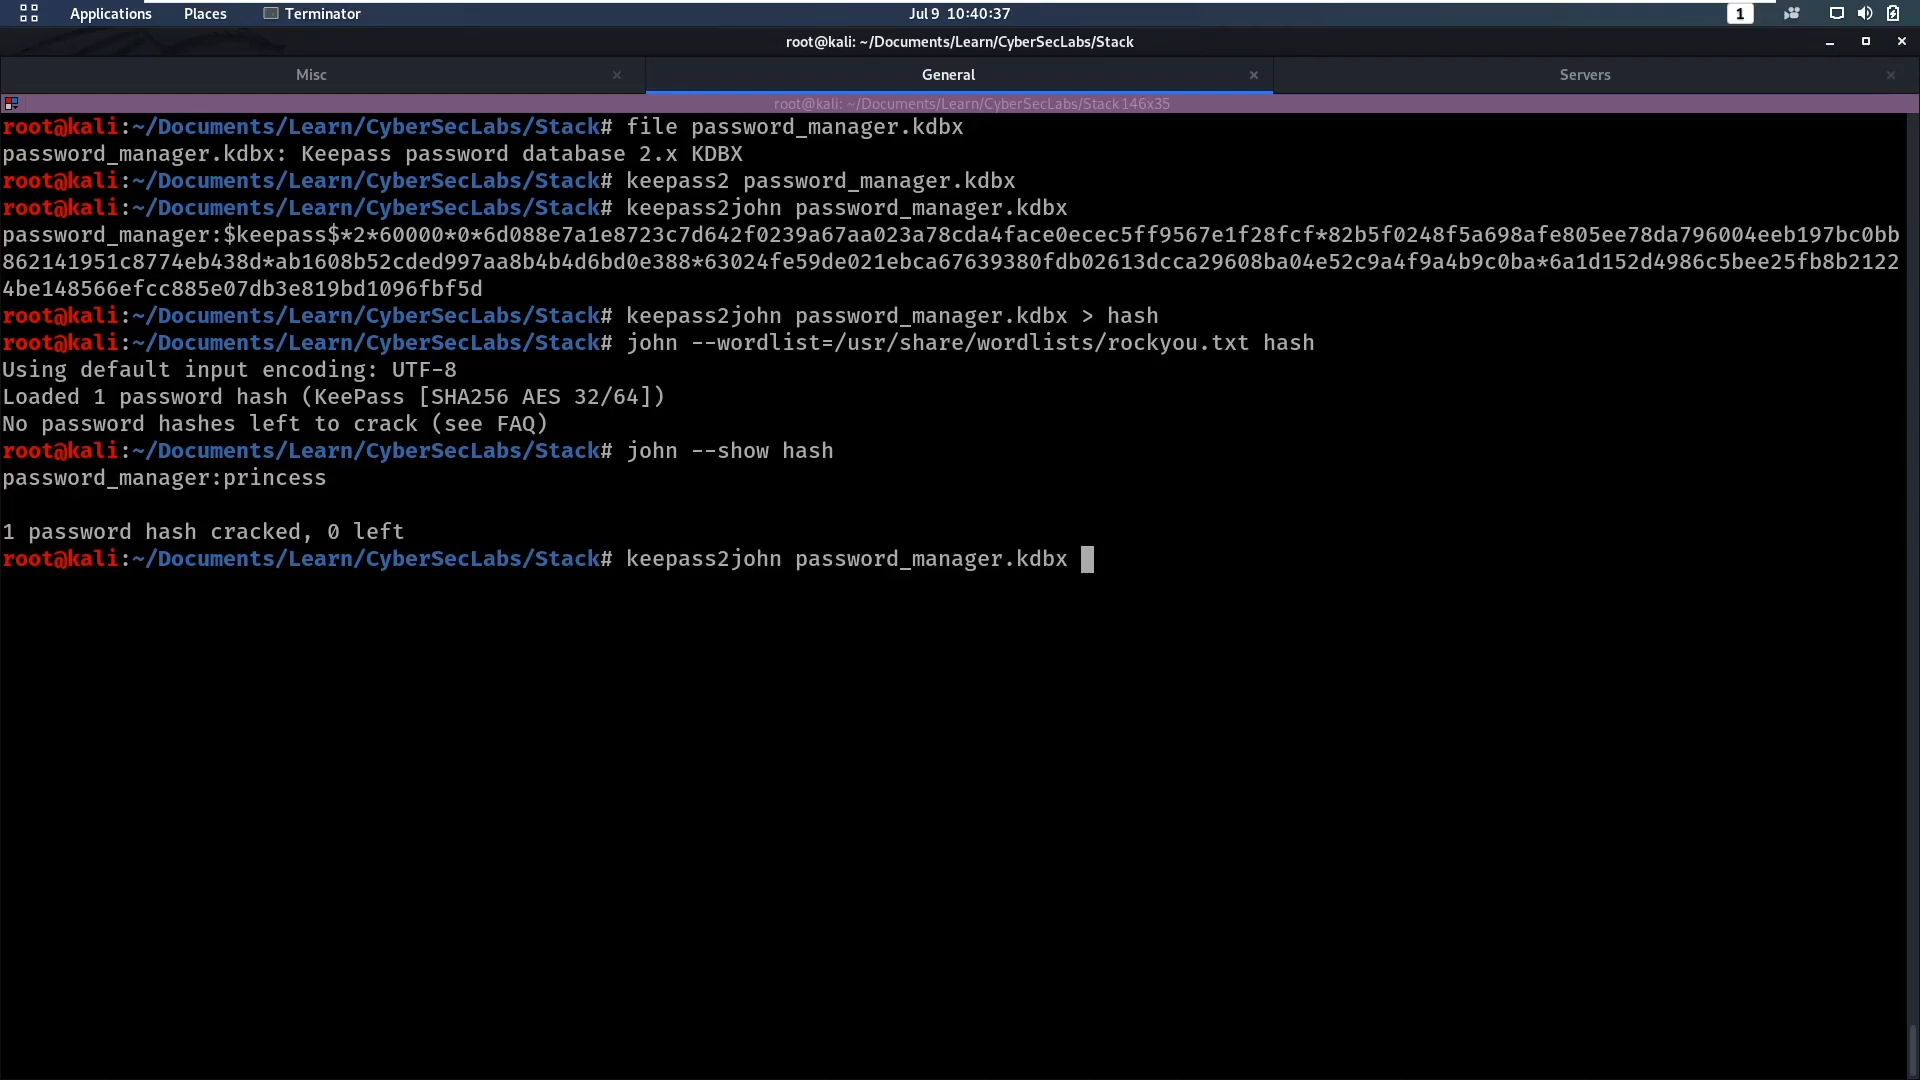 Applications Places Terminator Jul 9 10:40:37 1
root@kali: ~/Documents/Learn/CyberSecLabs/Stack
Misc General Servers
root@kali: ~/Documents/Learn/CyberSecLabs/Stack 146x35
root@kali:~/Documents/Learn/CyberSecLabs/Stack# file password_manager.kdbx
password_manager.kdbx: Keepass password database 2.x KDBX
root@kali:~/Documents/Learn/CyberSecLabs/Stack# keepass2 password_manager.kdbx
root@kali:~/Documents/Learn/CyberSecLabs/Stack# keepass2john password_manager.kdbx
password_manager:$keepass$*2*60000*0*6d088e7a1e8723c7d642f0239a67aa023a78cda4face0ecec5ff9567e1f28fcf*82b5f0248f5a698afe805ee78da796004eeb197bc0bb
862141951c8774eb438d*ab1608b52cded997aa8b4b4d6bd0e388*63024fe59de021ebca67639380fdb02613dcca29608ba04e52c9a4f9a4b9c0ba*6a1d152d4986c5bee25fb8b2122
4be148566efcc885e07db3e819bd1096fbf5d
root@kali:~/Documents/Learn/CyberSecLabs/Stack# keepass2john password_manager.kdbx > hash
root@kali:~/Documents/Learn/CyberSecLabs/Stack# john --wordlist=/usr/share/wordlists/rockyou.txt hash
Using default input encoding: UTF-8
Loaded 1 password hash (KeePass [SHA256 AES 32/64])
No password hashes left to crack (see FAQ)
root@kali:~/Documents/Learn/CyberSecLabs/Stack# john --show hash
password_manager:princess
1 password hash cracked, 0 left
root@kali:~/Documents/Learn/CyberSecLabs/Stack# keepass2john password_manager.kdbx